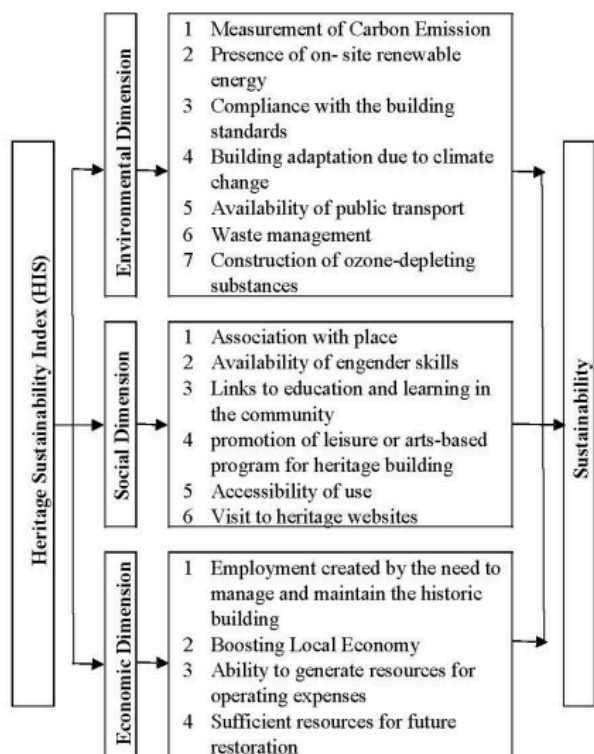 Heritage Sustainability Index (HIS)
Environmental Dimension
1 Measurement of Carbon Emission
2 Presence of on- site renewable
energy
3 Compliance with the building
standards
4 Building adaptation due to climate
change
5 Availability of public transport
6 Waste management
7 Construction of ozone-depleting
substances
Social Dimension
1 Association with place
2 Availability of engender skills
3 Links to education and learning in
the community
4 promotion of leisure or arts-based
program for heritage building
5 Accessibility of use
6 Visit to heritage websites
Economic Dimension
1 Employment created by the need to
manage and maintain the historic
building
2 Boosting Local Economy
3 Ability to generate resources for
operating expenses
4 Sufficient resources for future
restoration
Sustainability